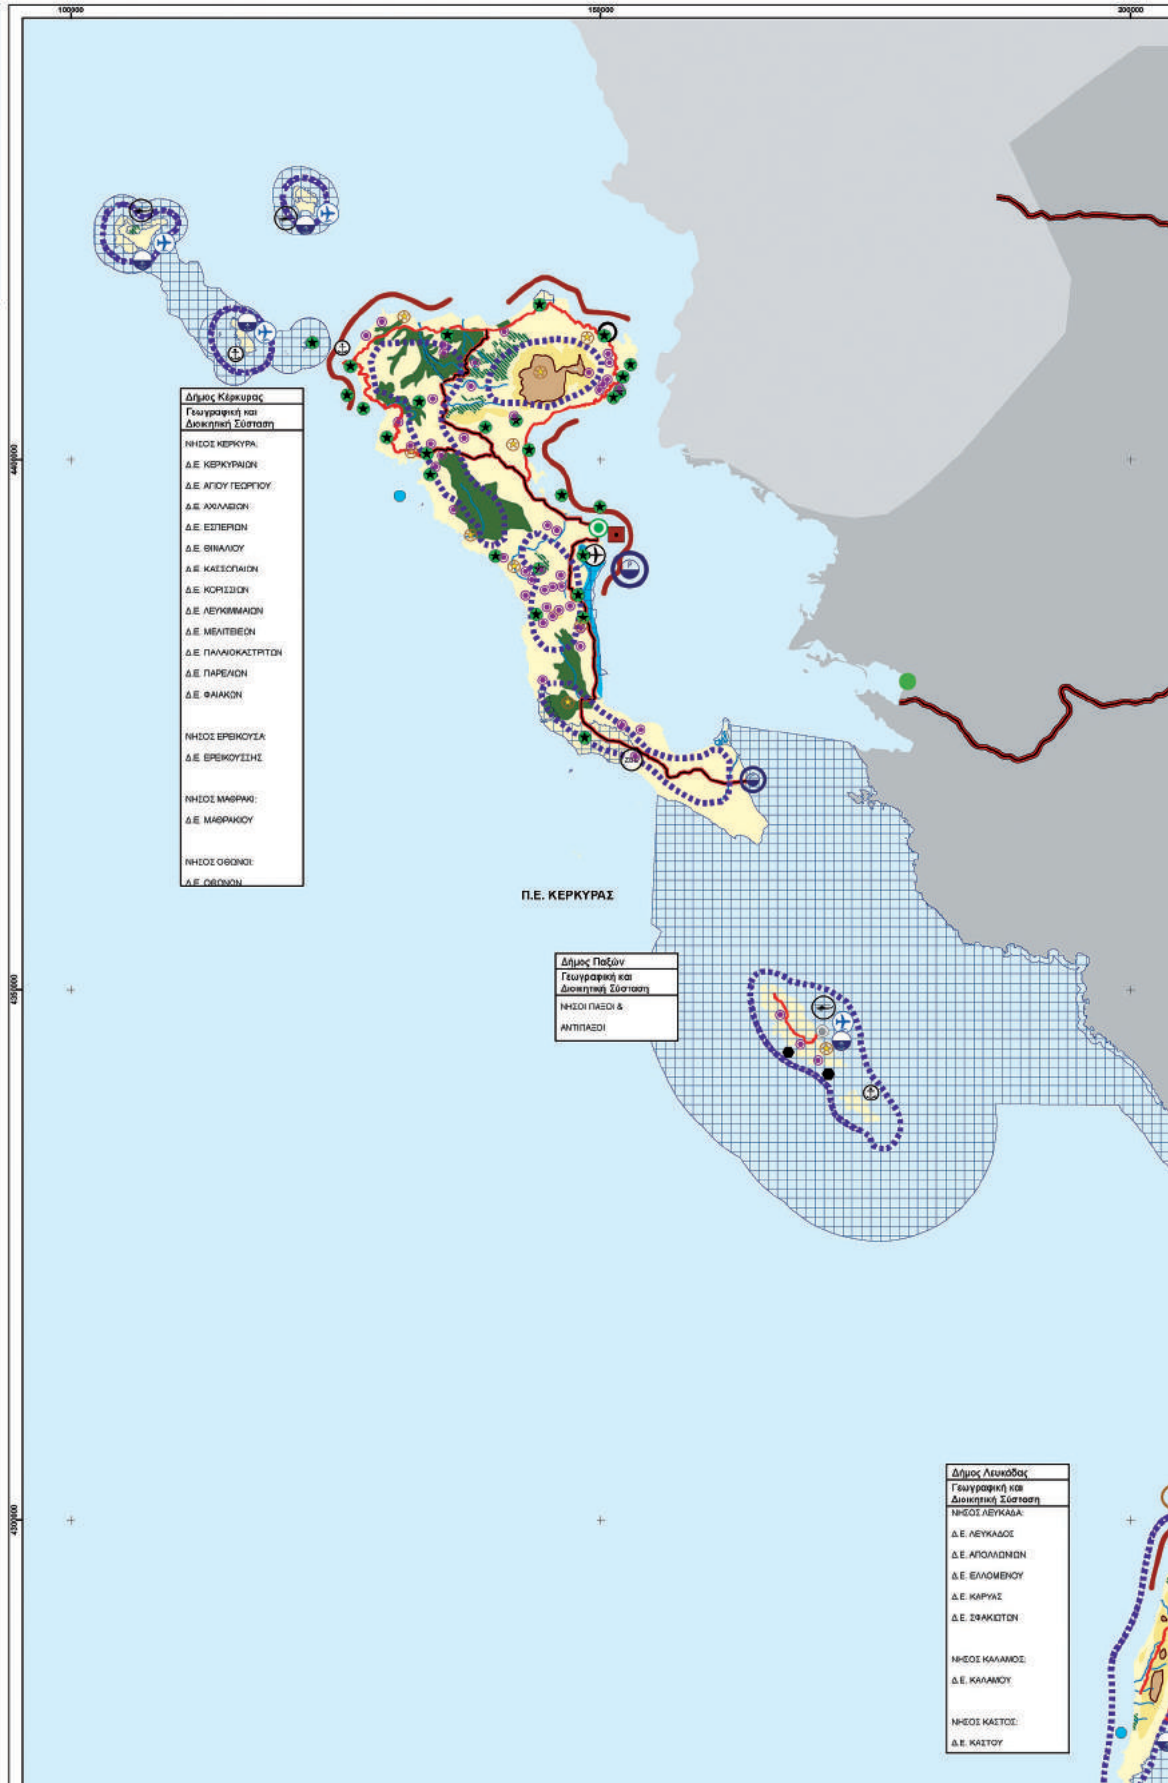 100000
150000
200000
4400000
4350000
4300000
Δήμος Κέρκυρας
Γεωγραφική και
Διοικητική Σύσταση
ΝΗΣΟΣ ΚΕΡΚΥΡΑ:
Δ.Ε. ΚΕΡΚΥΡΑΙΩΝ
Δ.Ε. ΑΓΙΟΥ ΓΕΩΡΓΙΟΥ
Δ.Ε. ΑΧΙΛΛΕΙΩΝ
Δ.Ε. ΕΣΠΕΡΙΩΝ
Δ.Ε. ΘΙΝΑΛΙΟΥ
Δ.Ε. ΚΑΣΣΩΠΑΙΩΝ
Δ.Ε. ΚΟΡΙΣΣΙΩΝ
Δ.Ε. ΛΕΥΚΙΜΜΑΙΩΝ
Δ.Ε. ΜΕΛΙΤΕΙΕΩΝ
Δ.Ε. ΠΑΛΑΙΟΚΑΣΤΡΙΤΩΝ
Δ.Ε. ΠΑΡΕΛΙΩΝ
Δ.Ε. ΦΑΙΑΚΩΝ
ΝΗΣΟΣ ΕΡΕΙΚΟΥΣΑ:
Δ.Ε. ΕΡΕΙΚΟΥΣΣΗΣ
ΝΗΣΟΣ ΜΑΘΡΑΚΙ:
Δ.Ε. ΜΑΘΡΑΚΙΟΥ
ΝΗΣΟΣ ΟΘΩΝΟΙ:
Δ.Ε. ΟΘΩΝΩΝ
Π.Ε. ΚΕΡΚΥΡΑΣ
Δήμος Παξών
Γεωγραφική και
Διοικητική Σύσταση
ΝΗΣΟΙ ΠΑΞΟΙ &
ΑΝΤΙΠΑΞΟΙ
Δήμος Λευκάδας
Γεωγραφική και
Διοικητική Σύσταση
ΝΗΣΟΣ ΛΕΥΚΑΔΑ:
Δ.Ε. ΛΕΥΚΑΔΟΣ
Δ.Ε. ΑΠΟΛΛΩΝΙΩΝ
Δ.Ε. ΕΛΛΟΜΕΝΟΥ
Δ.Ε. ΚΑΡΥΑΣ
Δ.Ε. ΣΦΑΚΙΩΤΩΝ
ΝΗΣΟΣ ΚΑΛΑΜΟΣ:
Δ.Ε. ΚΑΛΑΜΟΥ
ΝΗΣΟΣ ΚΑΣΤΟΣ:
Δ.Ε. ΚΑΣΤΟΥ